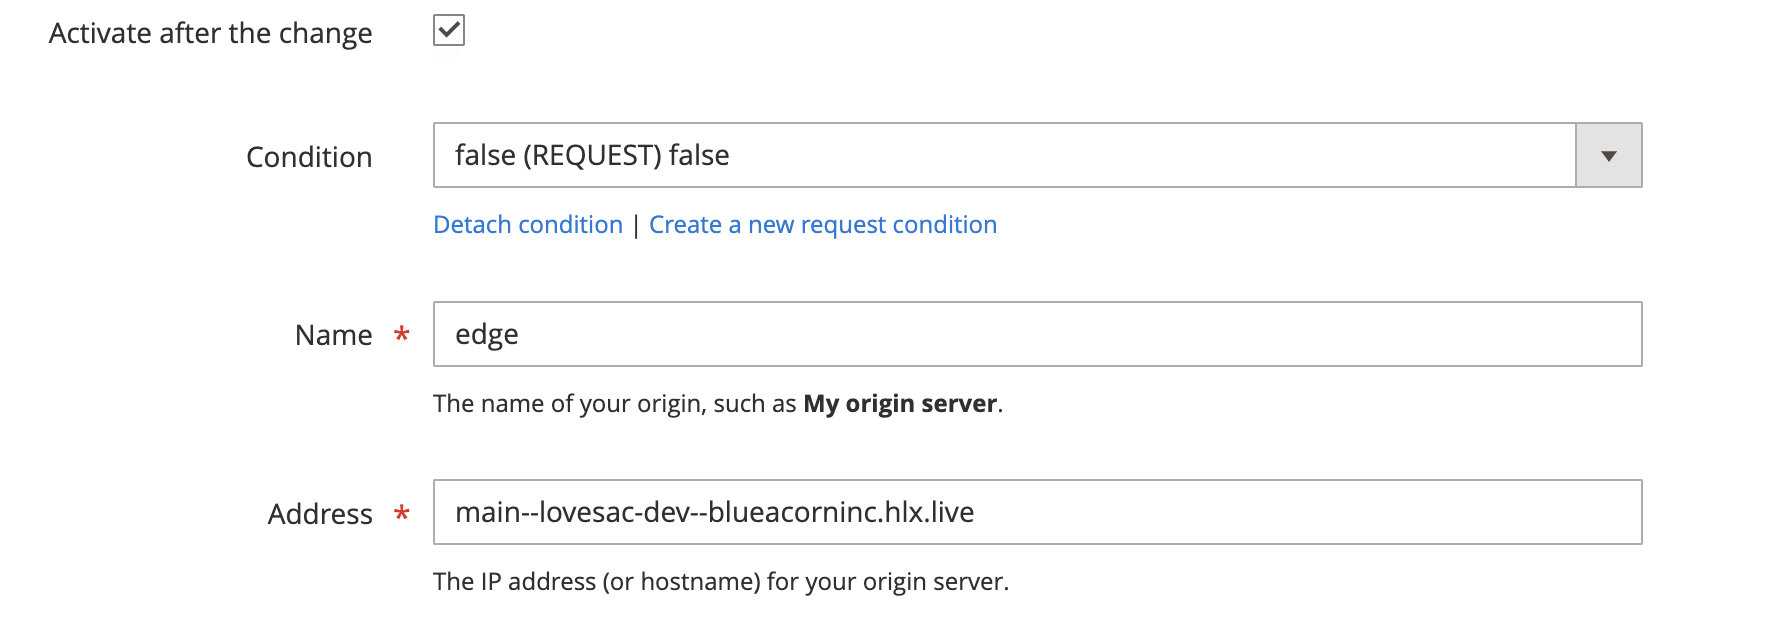 Activate after the change
Condition false (REQUEST) false
Detach condition | Create a new request condition
Name * edge
The name of your origin, such as My origin server.
Address * main--lovesac-dev--blueacorninc.hlx.live
The IP address (or hostname) for your origin server.